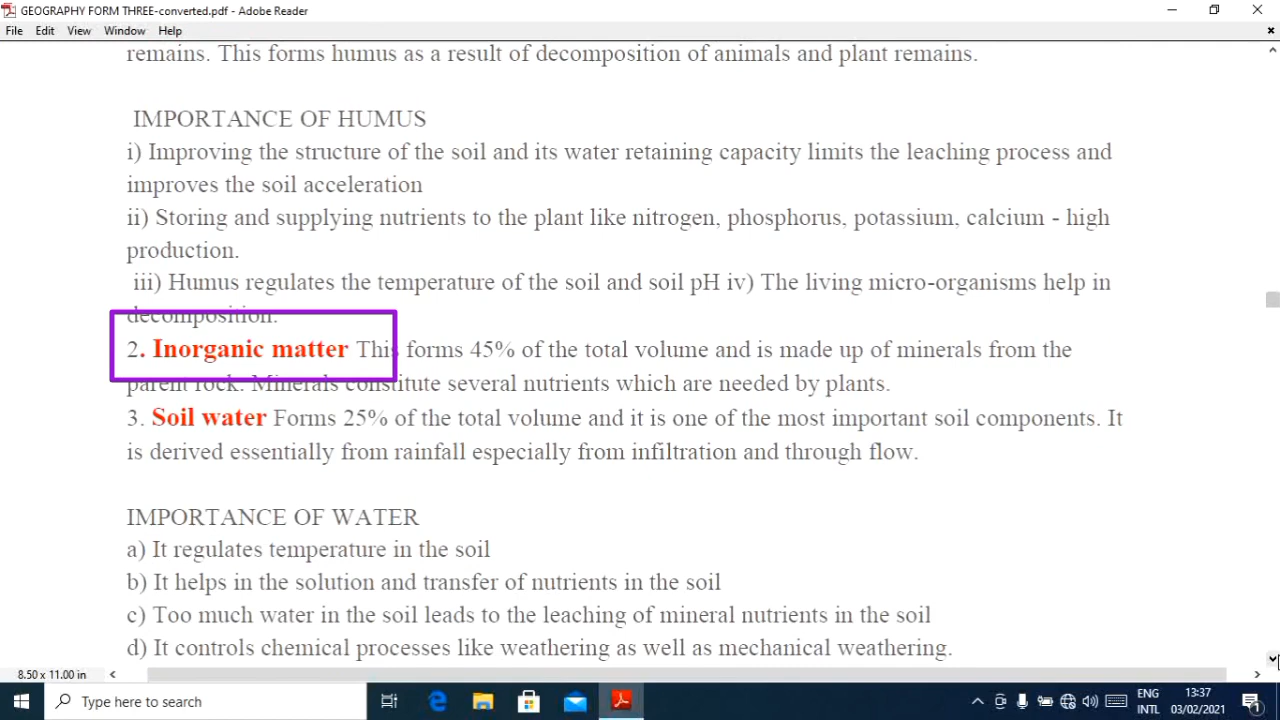 GEOGRAPHY FORM THREE-converted.pdf - Adobe Reader
File Edit View Window Help
remains. This forms humus as a result of decomposition of animals and plant remains.
IMPORTANCE OF HUMUS
i) Improving the structure of the soil and its water retaining capacity limits the leaching process and
improves the soil acceleration
ii) Storing and supplying nutrients to the plant like nitrogen, phosphorus, potassium, calcium - high
production.
iii) Humus regulates the temperature of the soil and soil pH iv) The living micro-organisms help in
decomposition.
2. Inorganic matter This forms 45% of the total volume and is made up of minerals from the
parent rock. Minerals constitute several nutrients which are needed by plants.
3. Soil water Forms 25% of the total volume and it is one of the most important soil components. It
is derived essentially from rainfall especially from infiltration and through flow.
IMPORTANCE OF WATER
a) It regulates temperature in the soil
b) It helps in the solution and transfer of nutrients in the soil
c) Too much water in the soil leads to the leaching of mineral nutrients in the soil
d) It controls chemical processes like weathering as well as mechanical weathering.
8.50 x 11.00 in
Type here to search
ENG 13:37
INTL 03/02/2021 1